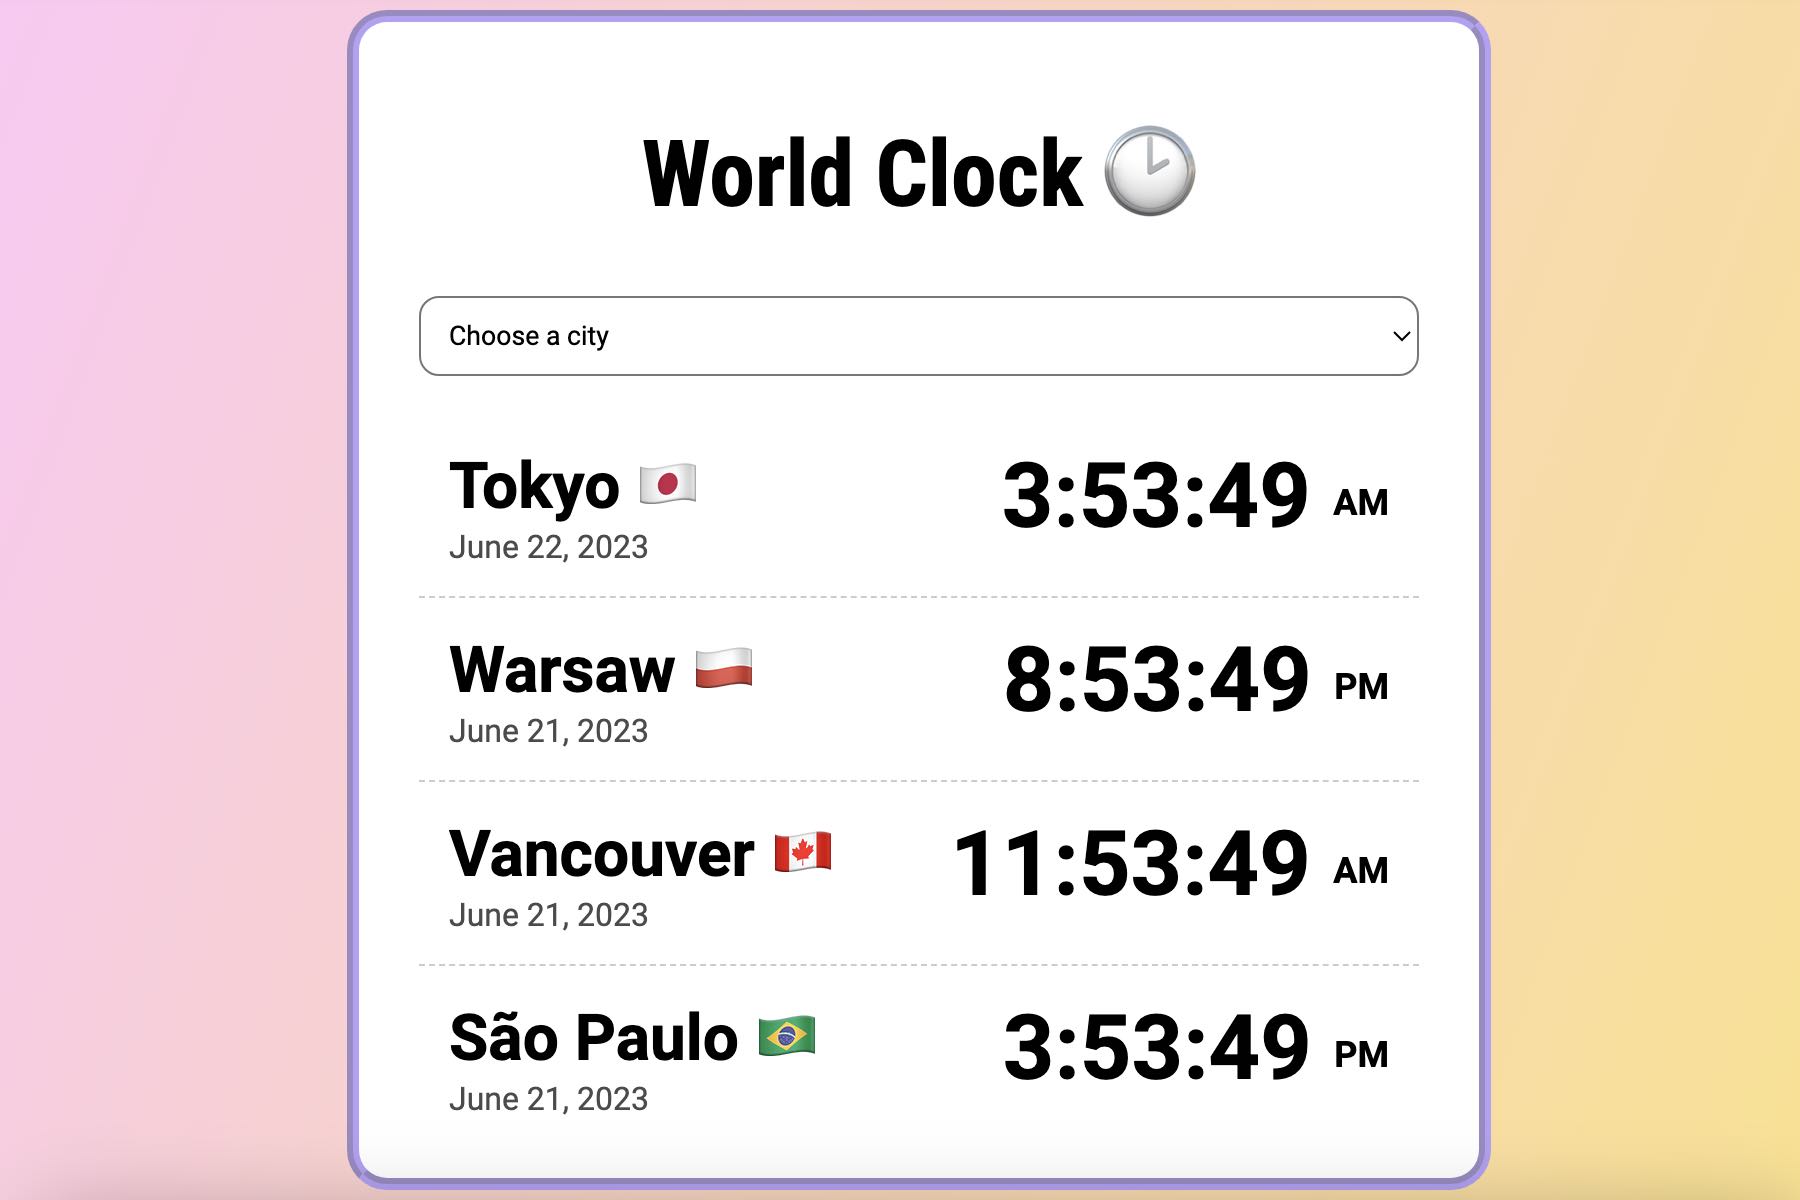 World Clock
Choose a city
Tokyo
3:53:49 AM
June 22, 2023
Warsaw
8:53:49 PM
June 21, 2023
Vancouver
11:53:49 AM
June 21, 2023
São Paulo
3:53:49 PM
June 21, 2023